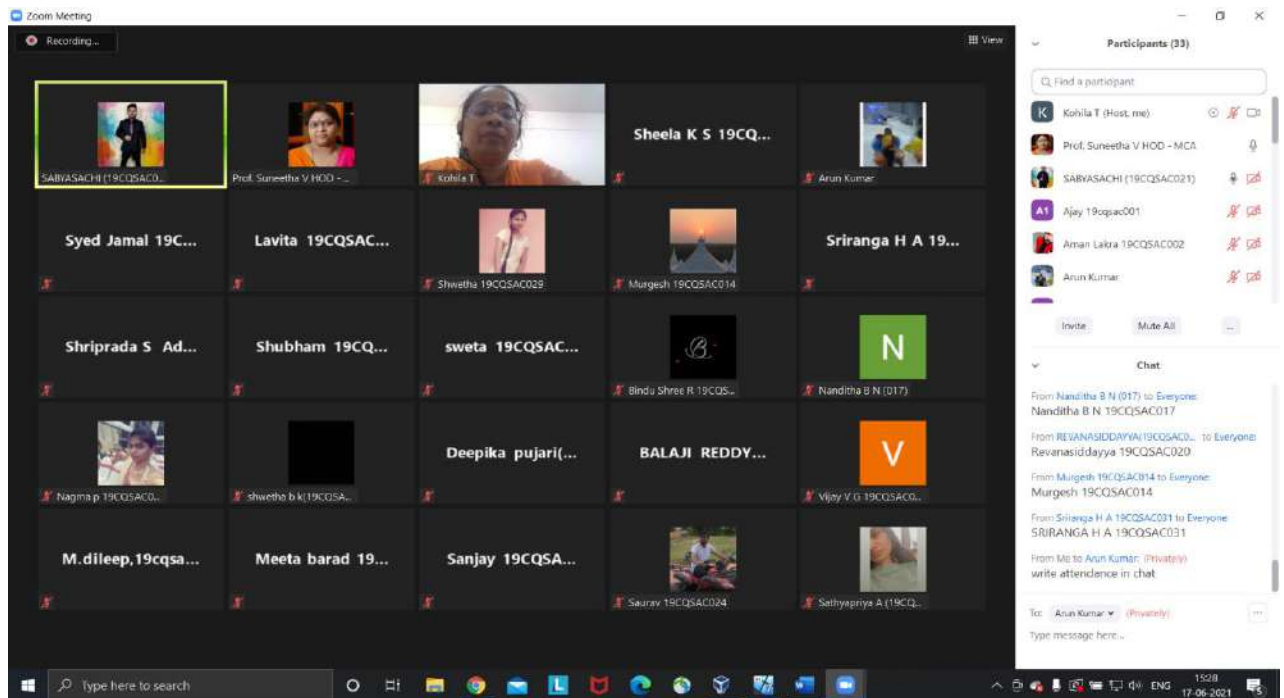 Zoom Meeting
Recording...
View
SABYASACHI (19CQSAC0...
Prof. Suneetha V HOD - ...
Kohila T
Sheela K S 19CQ...
Arun Kumar
Syed Jamal 19C...
Lavita 19CQSAC...
Shwetha 19CQSAC029
Murgesh 19CQSAC014
Sriranga H A 19...
Shriprada S Ad...
Shubham 19CQ...
sweta 19CQSAC...
B
Bindu Shree R 19CQS...
N
Nanditha B N (017)
Nagma p 19CQSAC0...
shwetha b k(19CQSA...
Deepika pujari(...
BALAJI REDDY...
V
Vijay V G 19CQSAC0...
M.dileep,19cqsa...
Meeta barad 19...
Sanjay 19CQSA...
Saurav 19CQSAC024
Sathyapriya A (19CQ...
Participants (33)
Find a participant
K
Kohila T (Host, me)
Prof. Suneetha V HOD - MCA
SABYASACHI (19CQSAC021)
A1
Ajay 19cqsac001
Aman Lakra 19CQSAC002
Arun Kumar
Invite
Mute All
...
Chat
From Nanditha B N (017) to Everyone:
Nanditha B N 19CQSAC017
From REVANASIDDAYYA(19CQSAC0... to Everyone:
Revanasiddayya 19CQSAC020
From Murgesh 19CQSAC014 to Everyone:
Murgesh 19CQSAC014
From Sriranga H A 19CQSAC031 to Everyone:
SRIRANGA H A 19CQSAC031
From Me to Arun Kumar: (Privately)
write attendance in chat
To: Arun Kumar (Privately)
...
Type message here...
Type here to search
ENG
15:28
17-06-2021